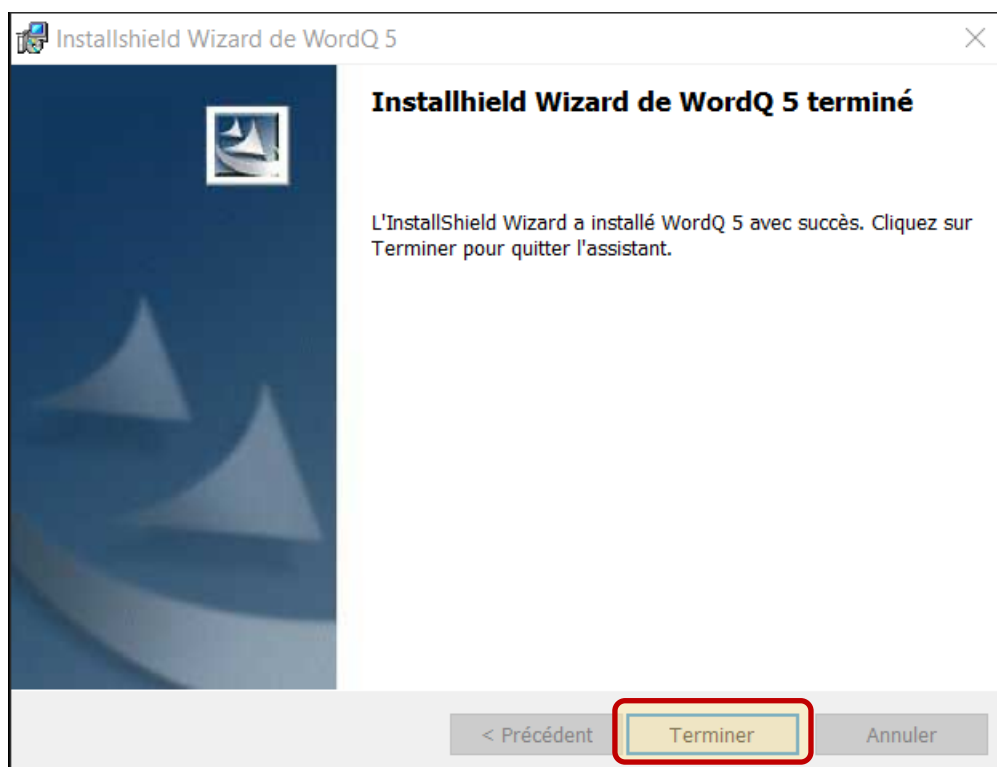 Installshield Wizard de WordQ 5
Installhield Wizard de WordQ 5 terminé
L'InstallShield Wizard a installé WordQ 5 avec succès. Cliquez sur
Terminer pour quitter l'assistant.
< Précédent Terminer Annuler